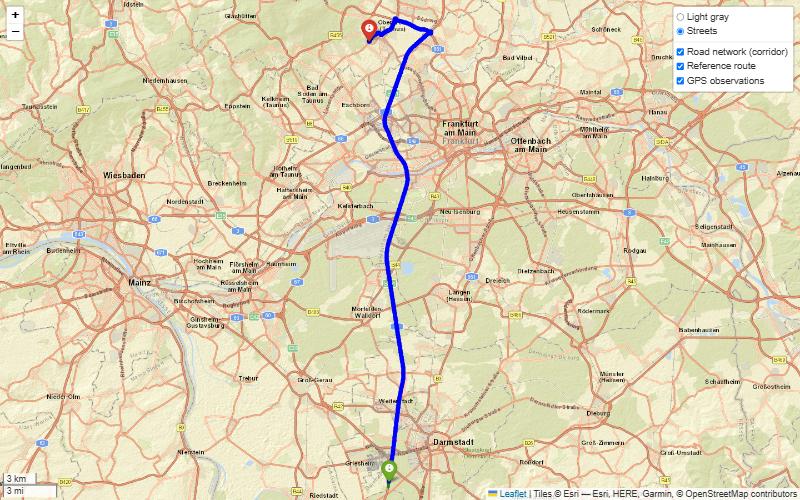 +
−
Light gray
Streets
Road network (corridor)
Reference route
GPS observations
Glashütten
Schöneck
Bad Vilbel
Niedernhausen
Eppstein
Kelkheim
(Taunus)
Bad
Soden am
Taunus
Eschborn
Maintal
Hanau
Frankfurt
am Main
Frankfurt
Offenbach
am Main
Mühlheim
am Main
Wiesbaden
Hofheim
am Taunus
Hattersheim
am Main
Breckenheim
Nordenstadt
Kelsterbach
Neu Isenburg
Hainburg
Obertshausen
Heusenstamm
Seligenstadt
Mainhausen
Rodgau
Eltville
am Rhein
Budenheim
Hochheim
am Main
Flörsheim
am Main
Raunheim
Rüsselsheim
am Main
Mainz
Bischofsheim
Ginsheim-
Gustavsburg
Mörfelden-
Walldorf
Langen
(Hessen)
Dreieich
Dietzenbach
Rödermark
Babenhausen
Trebur
Groß-Gerau
Münster
(Hessen)
Schaafheim
Großostheim
Nieder-Olm
Weiterstadt
Dieburg
Darmstadt
Groß-Zimmern
Groß-Umstadt
Roßdorf
Nierstein
Griesheim
Riedstadt
3 km
3 mi
Leaflet | Tiles © Esri — Esri, HERE, Garmin, © OpenStreetMap contributors